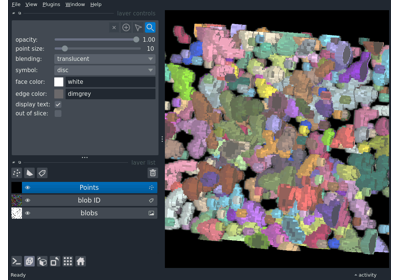 File View Plugins Window Help
layer controls
opacity: 1.00
point size: 10
blending: translucent
symbol: disc
face color: white
edge color: dimgrey
display text:
out of slice:
layer list
Points
blob ID
blobs
Ready
activity